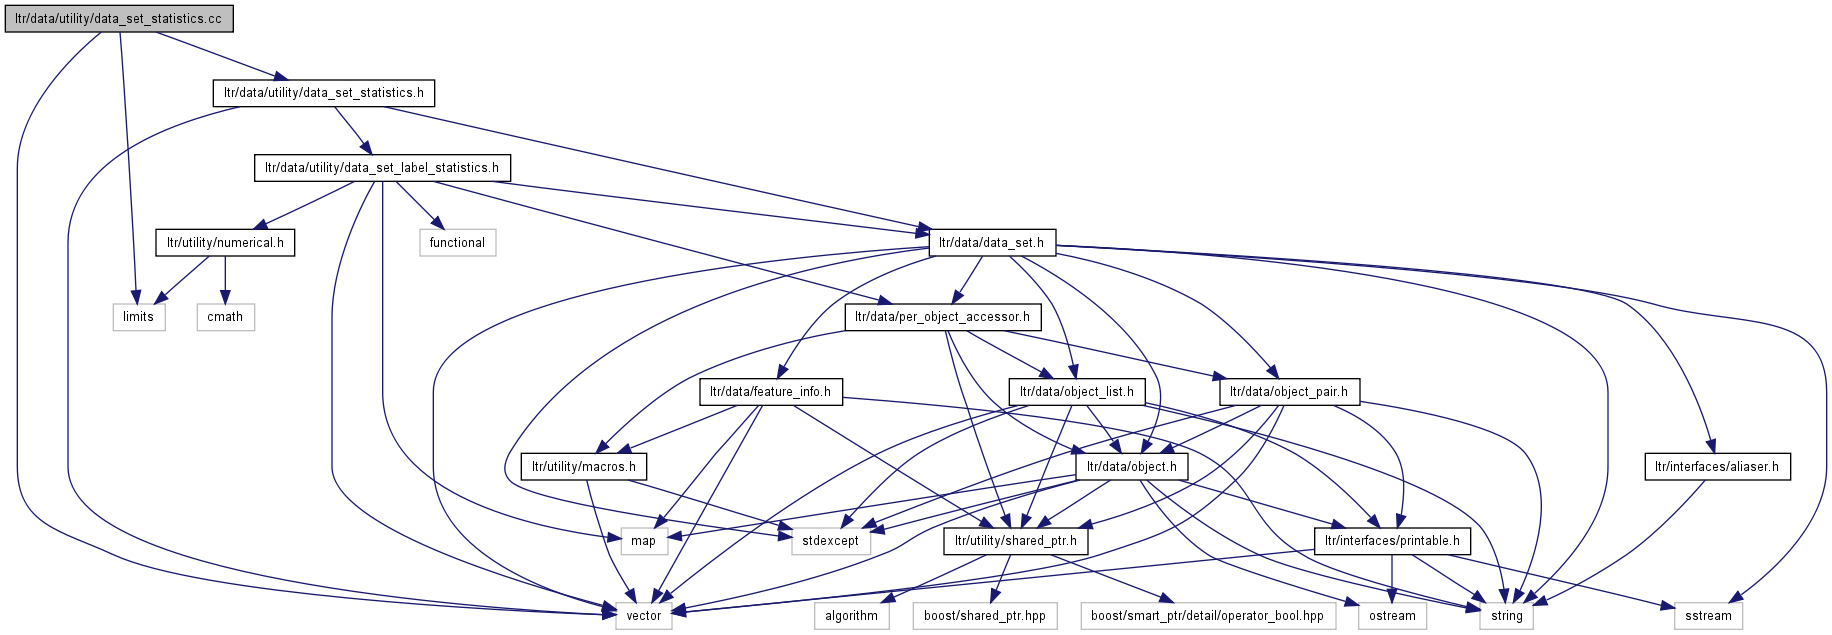 ltr/data/utility/data_set_statistics.cc
ltr/data/utility/data_set_statistics.h
ltr/data/utility/data_set_label_statistics.h
ltr/utility/numerical.h
functional
ltr/data/data_set.h
limits
cmath
ltr/data/per_object_accessor.h
ltr/data/feature_info.h
ltr/data/object_list.h
ltr/data/object_pair.h
ltr/utility/macros.h
ltr/data/object.h
ltr/interfaces/aliaser.h
map
stdexcept
ltr/utility/shared_ptr.h
ltr/interfaces/printable.h
vector
algorithm
boost/shared_ptr.hpp
boost/smart_ptr/detail/operator_bool.hpp
ostream
string
sstream